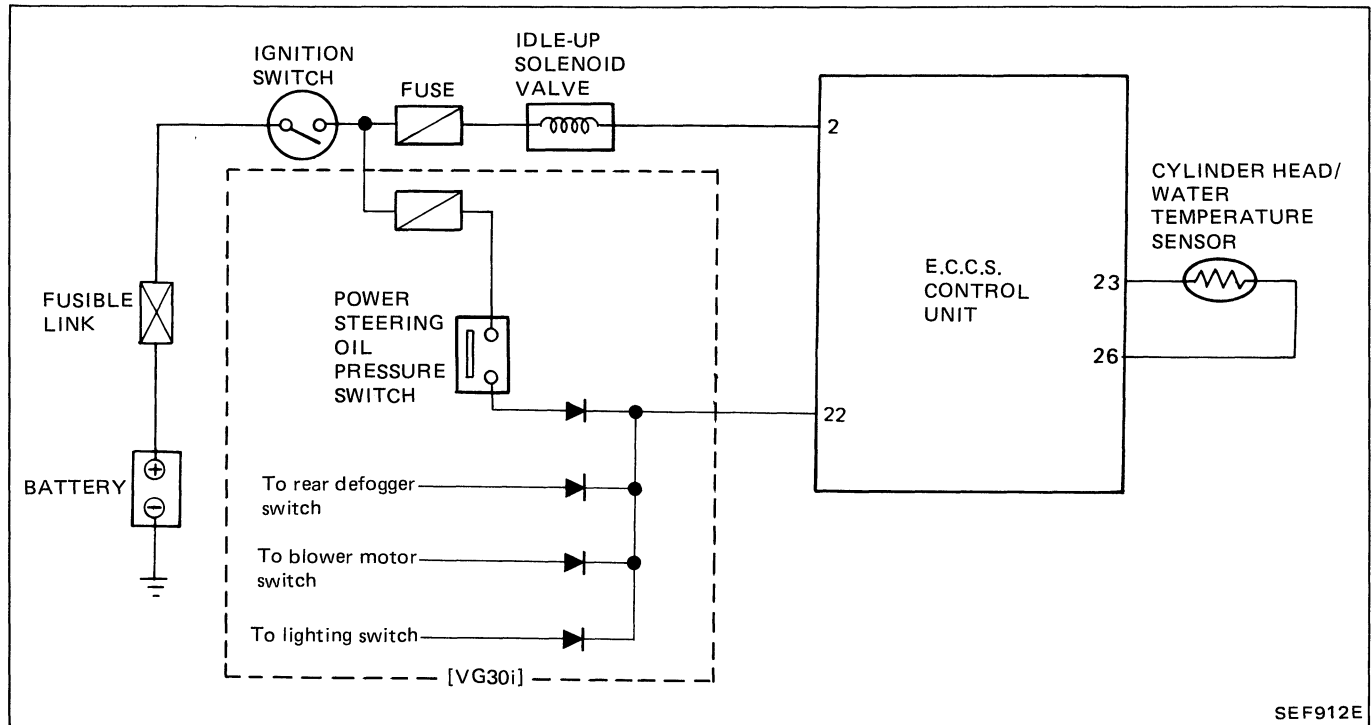 IGNITION
SWITCH
FUSE
IDLE-UP
SOLENOID
VALVE
2
CYLINDER HEAD/
WATER
TEMPERATURE
SENSOR
E.C.C.S.
CONTROL
UNIT
23
26
FUSIBLE
LINK
POWER
STEERING
OIL
PRESSURE
SWITCH
22
BATTERY
To rear defogger
switch
To blower motor
switch
To lighting switch
[VG30i]
SEF912E